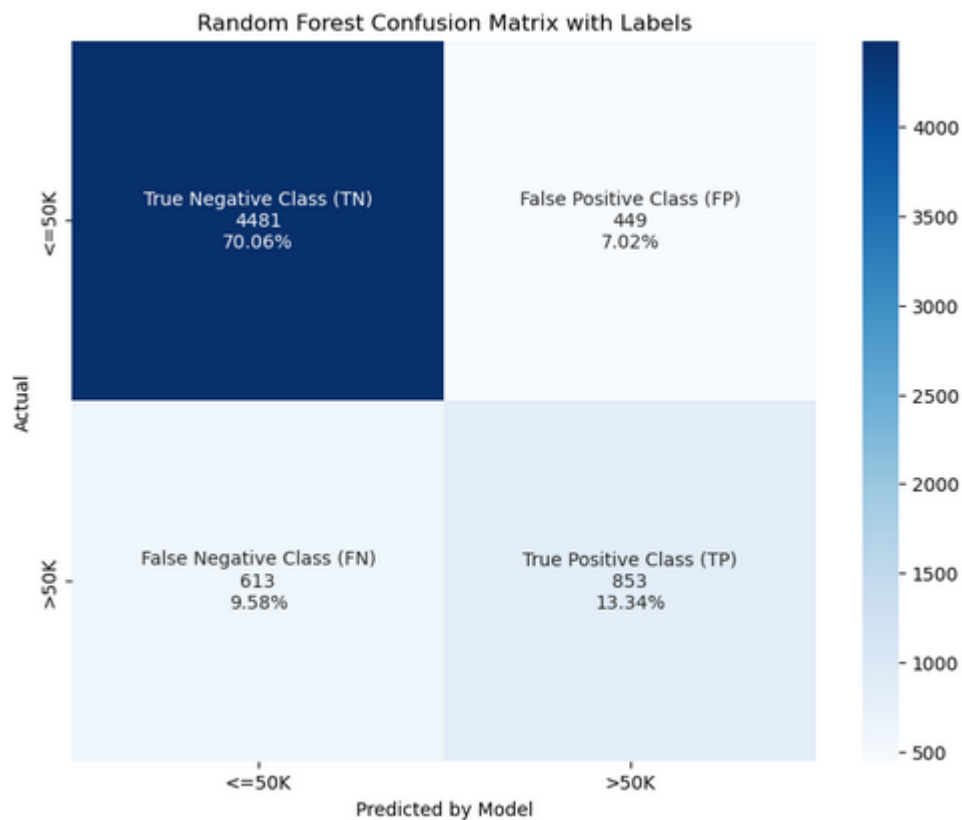 Random Forest Confusion Matrix with Labels
True Negative Class (TN)
4481
70.06%
False Positive Class (FP)
449
7.02%
False Negative Class (FN)
613
9.58%
True Positive Class (TP)
853
13.34%
<=50K
>50K
Actual
<=50K
>50K
Predicted by Model
4000
3500
3000
2500
2000
1500
1000
500